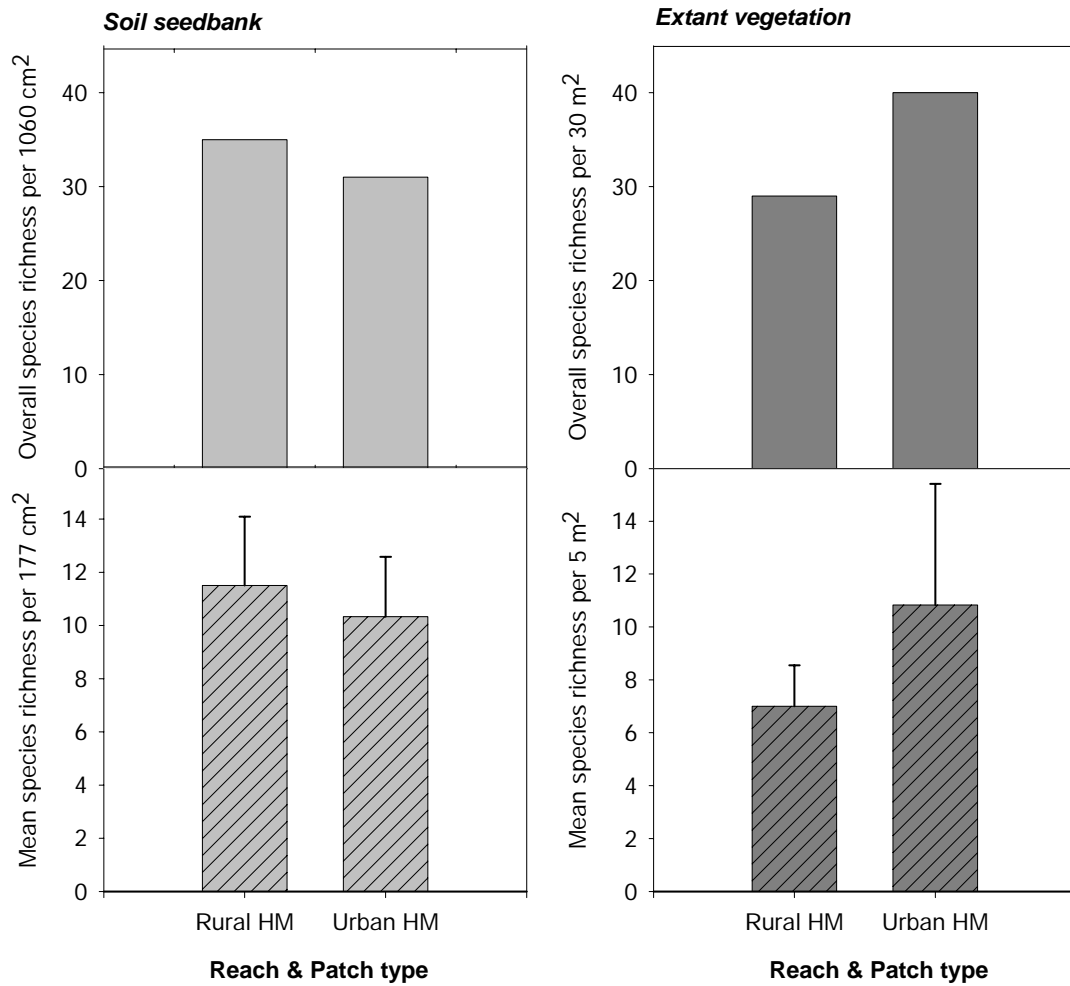 Soil seedbank
Overall species richness per 1060 cm²
40
30
20
10
0
Mean species richness per 177 cm²
14
12
10
8
6
4
2
0
Rural HM Urban HM
Reach & Patch type
Extant vegetation
Overall species richness per 30 m²
40
30
20
10
0
Mean species richness per 5 m²
14
12
10
8
6
4
2
0
Rural HM Urban HM
Reach & Patch type